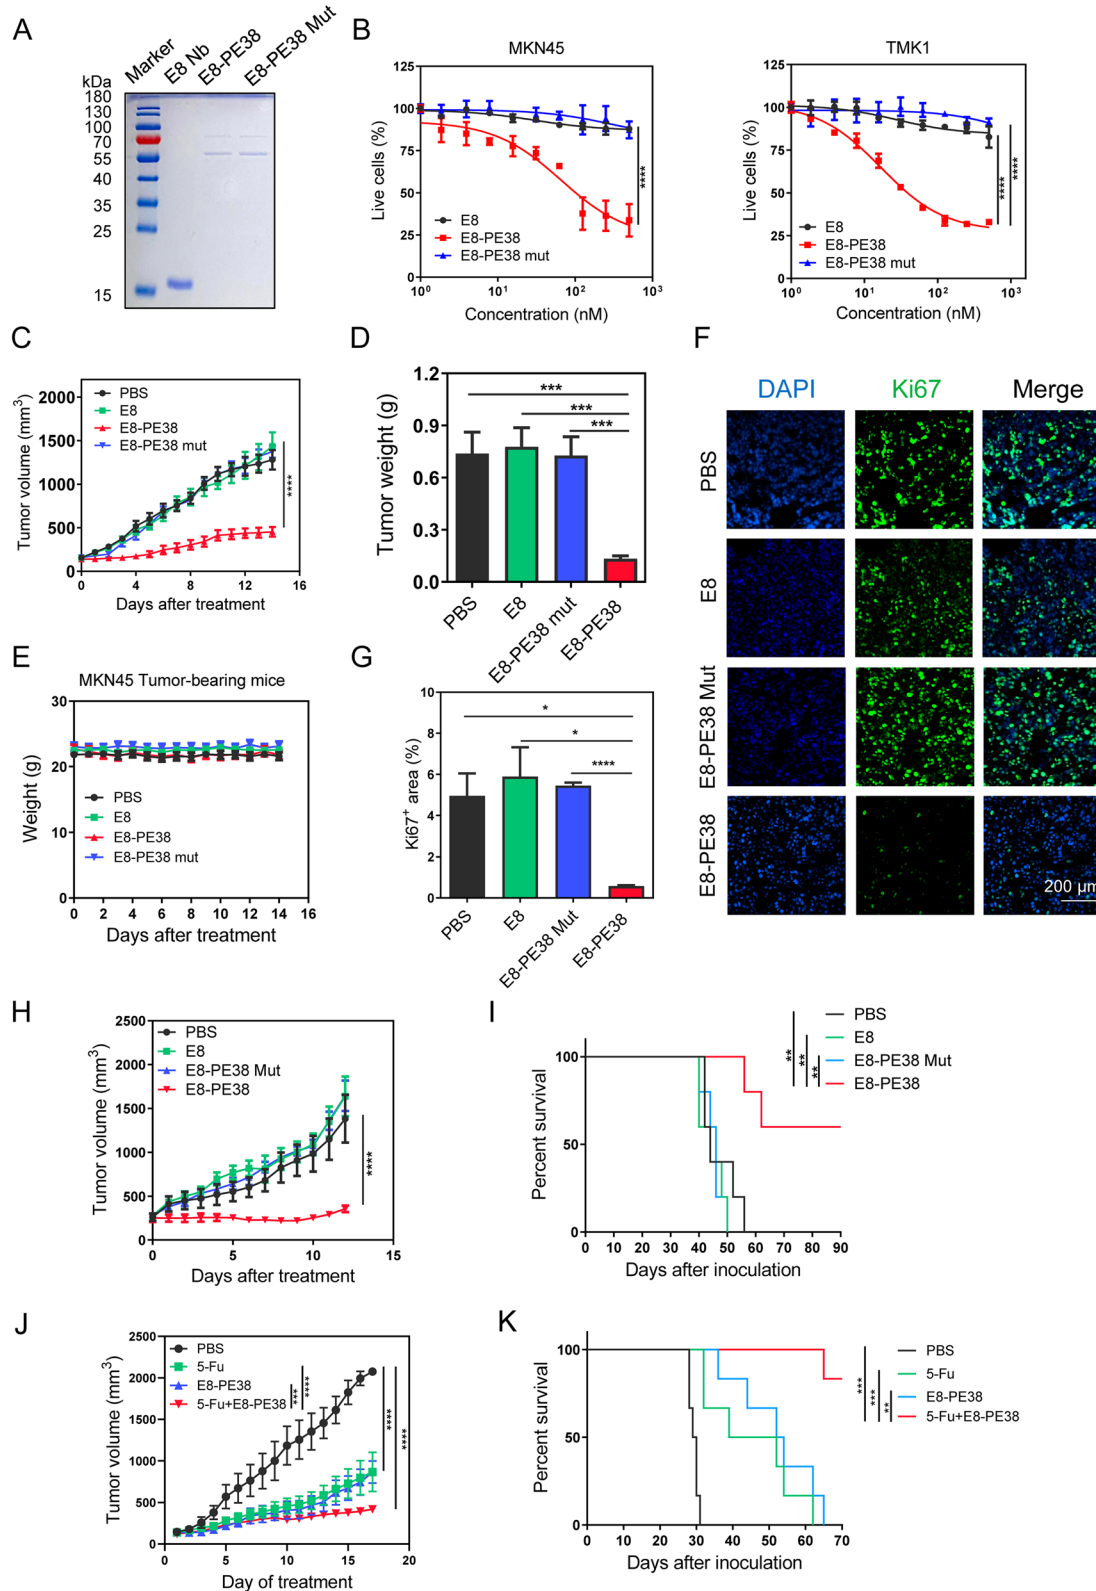 A
kDa
Marker
E8 Nb
E8-PE38
E8-PE38 Mut
180
130
100
70
55
40
35
25
15
B
MKN45
Live cells (%)
125
100
75
50
25
0
10⁰ 10¹ 10² 10³
Concentration (nM)
E8
E8-PE38
E8-PE38 mut
****
TMK1
Live cells (%)
125
100
75
50
25
0
10⁰ 10¹ 10² 10³
Concentration (nM)
E8
E8-PE38
E8-PE38 mut
****
****
C
Tumor volume (mm³)
2000
1500
1000
500
0
0 4 8 12 16
Days after treatment
PBS
E8
E8-PE38
E8-PE38 mut
****
D
Tumor weight (g)
1.2
0.9
0.6
0.3
0.0
***
***
***
PBS
E8
E8-PE38 mut
E8-PE38
E
MKN45 Tumor-bearing mice
Weight (g)
30
20
10
0
0 2 4 6 8 10 12 14 16
Days after treatment
PBS
E8
E8-PE38
E8-PE38 mut
F
DAPI Ki67 Merge
PBS
E8
E8-PE38 Mut
E8-PE38
200 µm
G
Ki67⁺ area (%)
10
8
6
4
2
0
*
*
****
PBS
E8
E8-PE38 Mut
E8-PE38
H
Tumor volume (mm³)
2500
2000
1500
1000
500
0
0 5 10 15
Days after treatment
PBS
E8
E8-PE38 Mut
E8-PE38
****
I
Percent survival
100
50
0
0 10 20 30 40 50 60 70 80 90
Days after inoculation
PBS
E8
E8-PE38 Mut
E8-PE38
**
**
**
J
Tumor volume (mm³)
2500
2000
1500
1000
500
0
0 5 10 15 20
Day of treatment
PBS
5-Fu
E8-PE38
5-Fu+E8-PE38
***
****
****
****
K
Percent survival
100
50
0
0 10 20 30 40 50 60 70
Days after inoculation
PBS
5-Fu
E8-PE38
5-Fu+E8-PE38
***
***
**